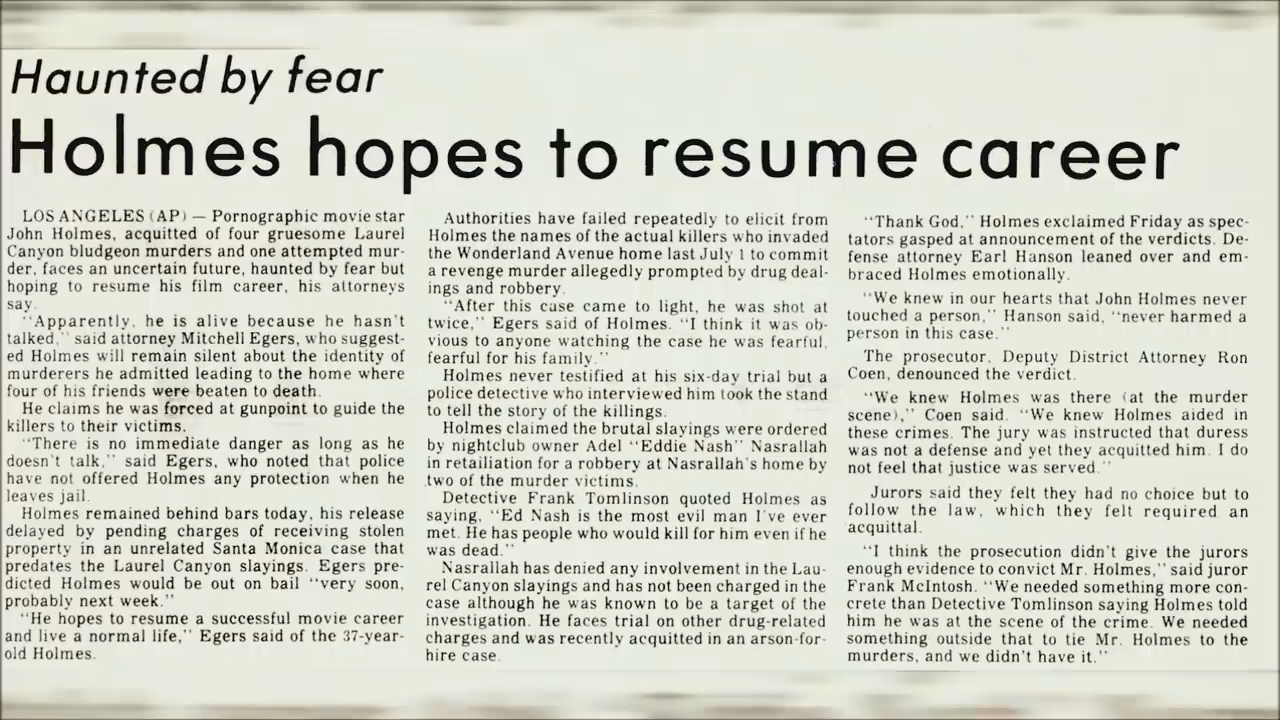 Haunted by fear
Holmes hopes to resume career
LOS ANGELES (AP) — Pornographic movie star
John Holmes, acquitted of four gruesome Laurel
Canyon bludgeon murders and one attempted mur-
der, faces an uncertain future, haunted by fear but
hoping to resume his film career, his attorneys
say.
"Apparently, he is alive because he hasn't
talked," said attorney Mitchell Egers, who suggest-
ed Holmes will remain silent about the identity of
murderers he admitted leading to the home where
four of his friends were beaten to death.
He claims he was forced at gunpoint to guide the
killers to their victims.
"There is no immediate danger as long as he
doesn't talk," said Egers, who noted that police
have not offered Holmes any protection when he
leaves jail.
Holmes remained behind bars today, his release
delayed by pending charges of receiving stolen
property in an unrelated Santa Monica case that
predates the Laurel Canyon slayings. Egers pre-
dicted Holmes would be out on bail "very soon,
probably next week."
"He hopes to resume a successful movie career
and live a normal life," Egers said of the 37-year-
old Holmes.
Authorities have failed repeatedly to elicit from
Holmes the names of the actual killers who invaded
the Wonderland Avenue home last July 1 to commit
a revenge murder allegedly prompted by drug deal-
ings and robbery.
"After this case came to light, he was shot at
twice," Egers said of Holmes. "I think it was ob-
vious to anyone watching the case he was fearful,
fearful for his family."
Holmes never testified at his six-day trial but a
police detective who interviewed him took the stand
to tell the story of the killings.
Holmes claimed the brutal slayings were ordered
by nightclub owner Adel "Eddie Nash" Nasrallah
in retailiation for a robbery at Nasrallah's home by
two of the murder victims.
Detective Frank Tomlinson quoted Holmes as
saying, "Ed Nash is the most evil man I've ever
met. He has people who would kill for him even if he
was dead."
Nasrallah has denied any involvement in the Lau-
rel Canyon slayings and has not been charged in the
case although he was known to be a target of the
investigation. He faces trial on other drug-related
charges and was recently acquitted in an arson-for-
hire case.
"Thank God," Holmes exclaimed Friday as spec-
tators gasped at announcement of the verdicts. De-
fense attorney Earl Hanson leaned over and em-
braced Holmes emotionally.
"We knew in our hearts that John Holmes never
touched a person," Hanson said, "never harmed a
person in this case."
The prosecutor, Deputy District Attorney Ron
Coen, denounced the verdict.
"We knew Holmes was there (at the murder
scene)," Coen said. "We knew Holmes aided in
these crimes. The jury was instructed that duress
was not a defense and yet they acquitted him. I do
not feel that justice was served."
Jurors said they felt they had no choice but to
follow the law, which they felt required an
acquittal.
"I think the prosecution didn't give the jurors
enough evidence to convict Mr. Holmes," said juror
Frank McIntosh. "We needed something more con-
crete than Detective Tomlinson saying Holmes told
him he was at the scene of the crime. We needed
something outside that to tie Mr. Holmes to the
murders, and we didn't have it."